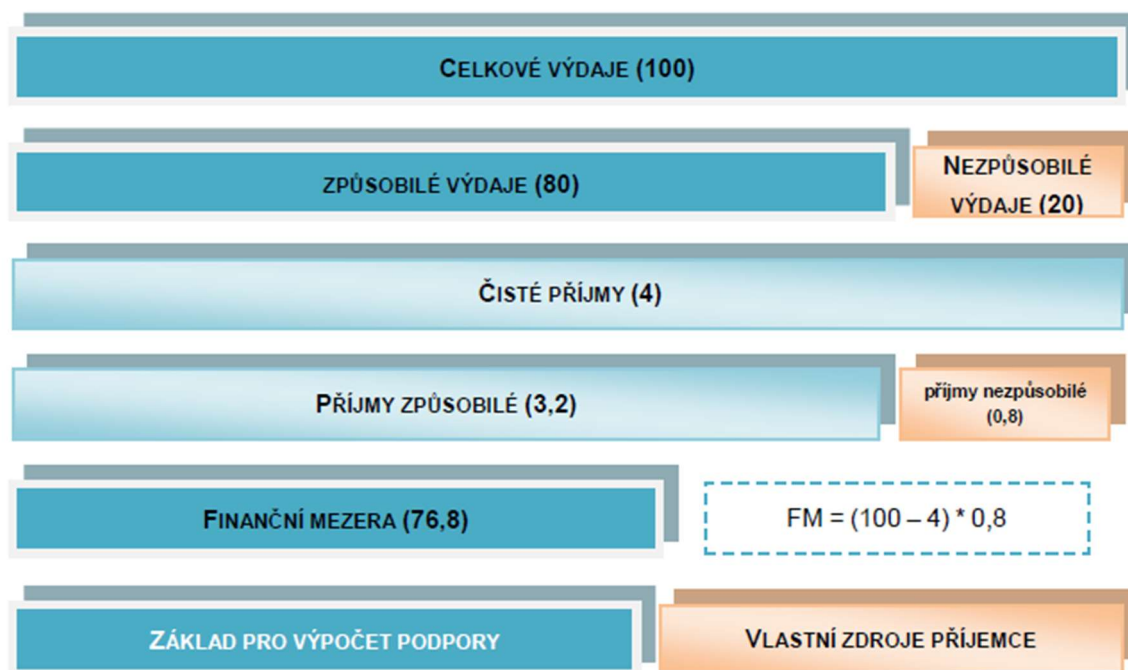 CELKOVÉ VÝDAJE (100)
ZPŮSOBILÉ VÝDAJE (80)
NEZPŮSOBILÉ
VÝDAJE (20)
ČISTÉ PŘÍJMY (4)
PŘÍJMY ZPŮSOBILÉ (3,2)
příjmy nezpůsobilé
(0,8)
FINANČNÍ MEZERA (76,8)
FM = (100 – 4) * 0,8
ZÁKLAD PRO VÝPOČET PODPORY
VLASTNÍ ZDROJE PŘÍJEMCE